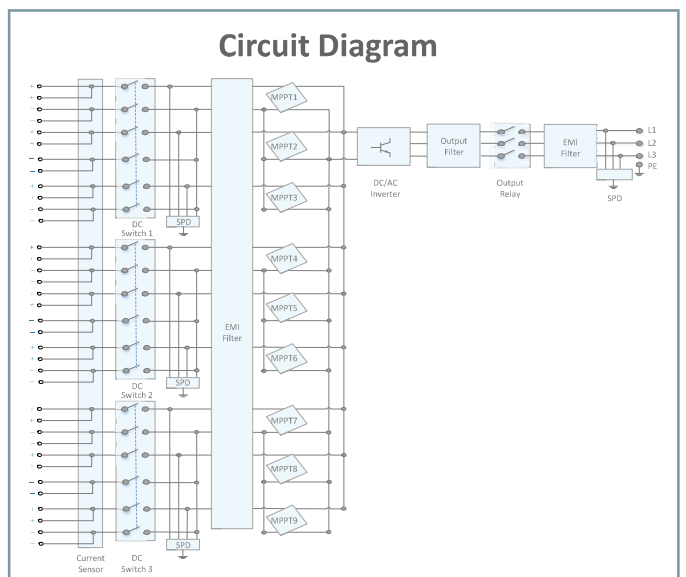 Circuit Diagram
MPPT1
MPPT2
MPPT3
SPD
DC
Switch 1
MPPT4
MPPT5
MPPT6
SPD
DC
Switch 2
EMI
Filter
MPPT7
MPPT8
MPPT9
SPD
Current
Sensor
DC
Switch 3
DC/AC
Inverter
Output
Filter
Output
Relay
EMI
Filter
L1
L2
L3
PE
SPD